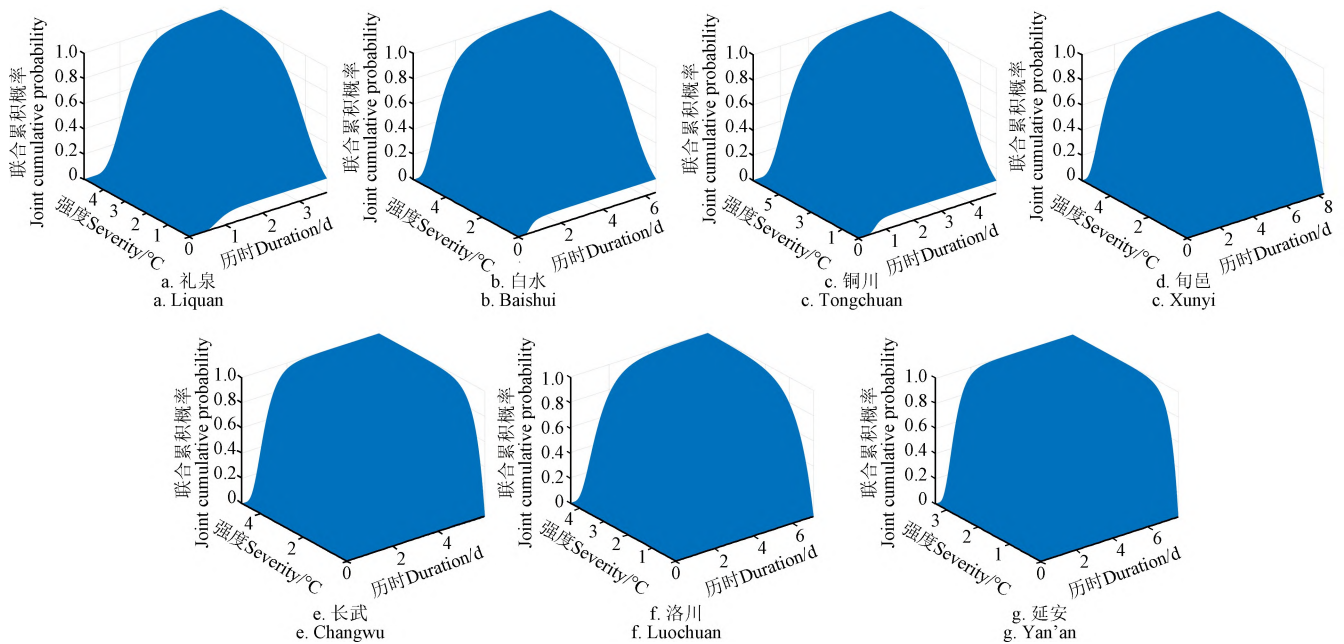 联合累积概率
Joint cumulative probability
1.0
0.8
0.6
0.4
0.2
0
4
3
2
1
0
1
2
3
强度Severity/°C
历时Duration/d
a. 礼泉
a. Liquan
联合累积概率
Joint cumulative probability
1.0
0.8
0.6
0.4
0.2
0
4
2
0
2
4
6
强度Severity/°C
历时Duration/d
b. 白水
b. Baishui
联合累积概率
Joint cumulative probability
1.0
0.8
0.6
0.4
0.2
0
5
3
1
0
1
2
3
4
强度Severity/°C
历时Duration/d
c. 铜川
c. Tongchuan
联合累积概率
Joint cumulative probability
1.0
0.8
0.6
0.4
0.2
0
4
2
0
2
4
6
8
强度Severity/°C
历时Duration/d
d. 旬邑
c. Xunyi
联合累积概率
Joint cumulative probability
1.0
0.8
0.6
0.4
0.2
0
4
2
0
2
4
强度Severity/°C
历时Duration/d
e. 长武
e. Changwu
联合累积概率
Joint cumulative probability
1.0
0.8
0.6
0.4
0.2
0
4
3
2
1
0
2
4
6
强度Severity/°C
历时Duration/d
f. 洛川
f. Luochuan
联合累积概率
Joint cumulative probability
1.0
0.8
0.6
0.4
0.2
0
3
2
1
0
2
4
6
强度Severity/°C
历时Duration/d
g. 延安
g. Yan’an